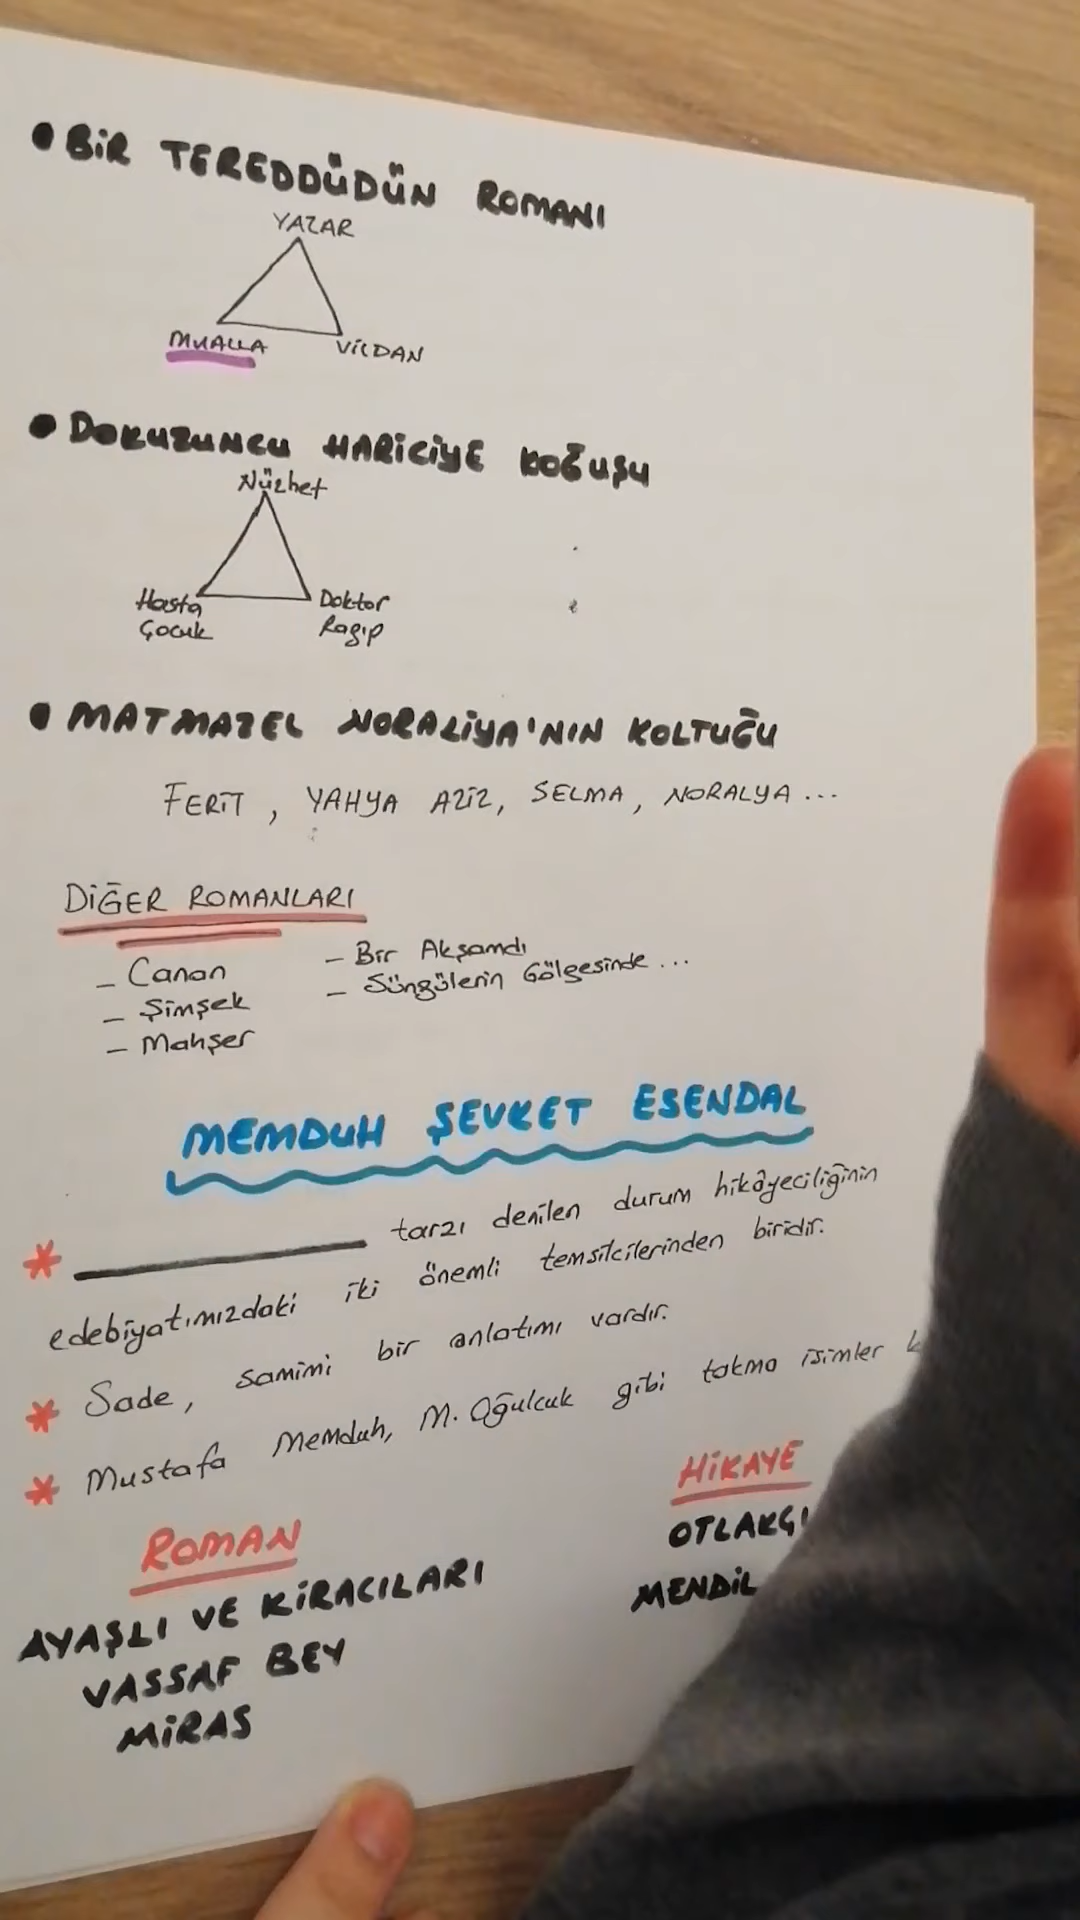 • BİR TEREDDÜDÜN ROMANI
YAZAR
MUALLA VİLDAN
• DOKUZUNCU HARİCİYE KOĞUŞU
Nüzhet
Hasta Doktor
Çocuk Ragıp
• MATMAZEL NORALİYA'NIN KOLTUĞU
FERİT, YAHYA AZİZ, SELMA, NORALYA ...
DİĞER ROMANLARI
- Canan
- Şimşek
- Mahşer
- Bir Akşamdı
- Süngülerin Gölgesinde ...
MEMDUH ŞEVKET ESENDAL
* __________ tarzı denilen durum hikâyeciliğinin
edebiyatımızdaki iki önemli temsilcilerinden biridir.
* Sade, samimi bir anlatımı vardır.
* Mustafa Memduh, M. Oğulcuk gibi takma isimler
ROMAN
AYAŞLI VE KİRACILARI
VASSAF BEY
MİRAS
HİKAYE
OTLAKÇI
MENDİL